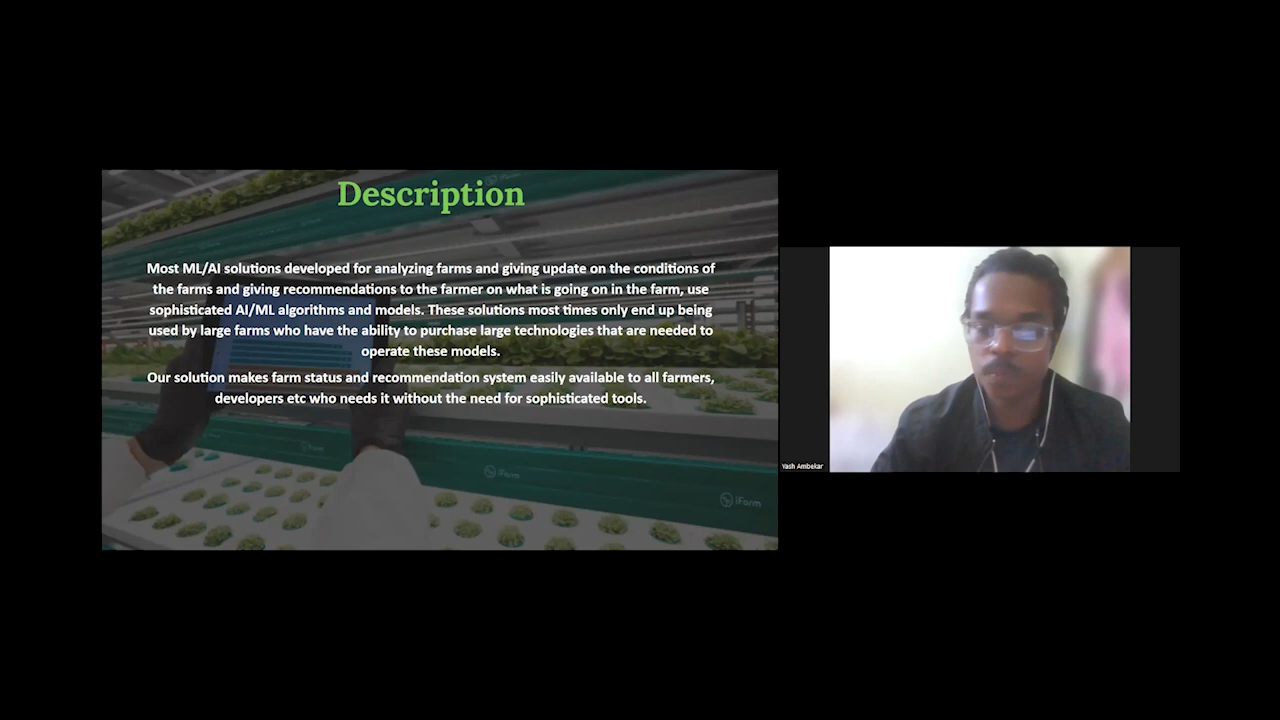 Description
Most ML/AI solutions developed for analyzing farms and giving update on the conditions of
the farms and giving recommendations to the farmer on what is going on in the farm, use
sophisticated AI/ML algorithms and models. These solutions most times only end up being
used by large farms who have the ability to purchase large technologies that are needed to
operate these models.
Our solution makes farm status and recommendation system easily available to all farmers,
developers etc who needs it without the need for sophisticated tools.
iFarm
iFarm
iFarm
Yash Ambekar